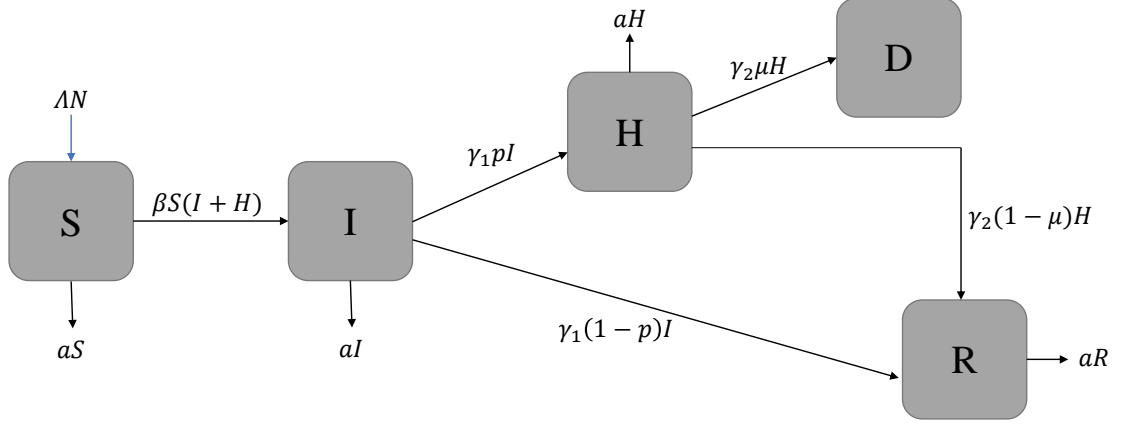 aH
D
γ₂μH
ΛN
H
γ₁pI
S
βS(I + H)
I
γ₂(1 − μ)H
γ₁(1 − p)I
aS
aI
R
aR